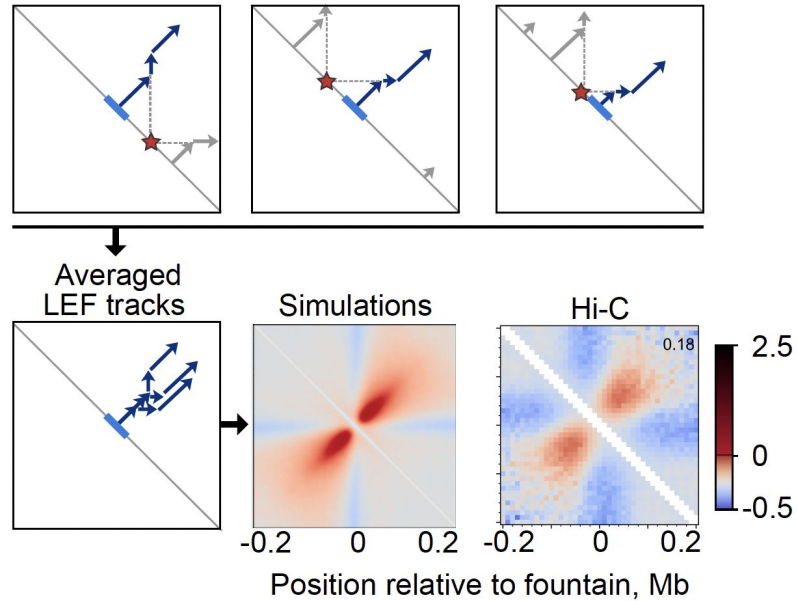 Averaged
LEF tracks
Simulations
Hi-C
0.18
2.5
0
-0.5
-0.2 0 0.2
-0.2 0 0.2
Position relative to fountain, Mb